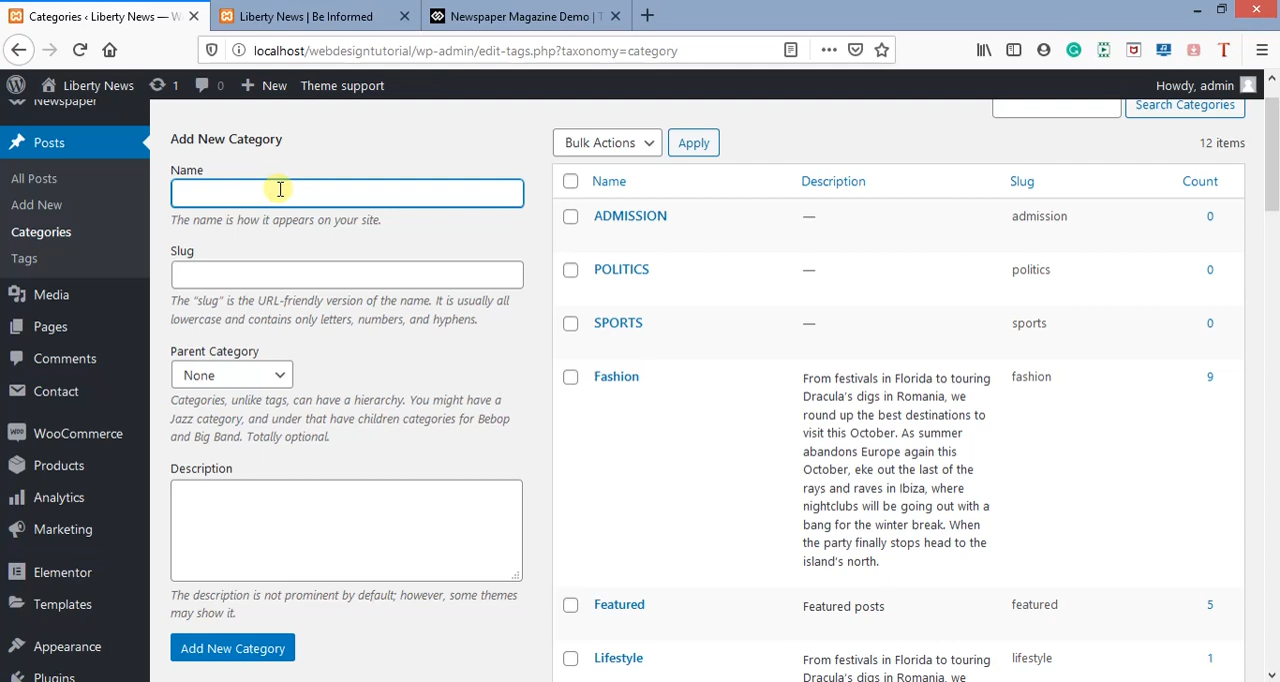 Categories ‹ Liberty News — W
Liberty News | Be Informed
Newspaper Magazine Demo | T
localhost/webdesigntutorial/wp-admin/edit-tags.php?taxonomy=category
Liberty News
1
0
New
Theme support
Howdy, admin
Newspaper
Posts
All Posts
Add New
Categories
Tags
Media
Pages
Comments
Contact
WooCommerce
Products
Analytics
Marketing
Elementor
Templates
Appearance
Plugins
Add New Category
Name
The name is how it appears on your site.
Slug
The “slug” is the URL-friendly version of the name. It is usually all
lowercase and contains only letters, numbers, and hyphens.
Parent Category
None
Categories, unlike tags, can have a hierarchy. You might have a
Jazz category, and under that have children categories for Bebop
and Big Band. Totally optional.
Description
The description is not prominent by default; however, some themes
may show it.
Add New Category
Search Categories
Bulk Actions
Apply
12 items
Name Description Slug Count
ADMISSION — admission 0
POLITICS — politics 0
SPORTS — sports 0
Fashion From festivals in Florida to touring fashion 9
Dracula's digs in Romania, we
round up the best destinations to
visit this October. As summer
abandons Europe again this
October, eke out the last of the
rays and raves in Ibiza, where
nightclubs will be going out with a
bang for the winter break. When
the party finally stops head to the
island's north.
Featured Featured posts featured 5
Lifestyle From festivals in Florida to touring lifestyle 1
Dracula's digs in Romania, we